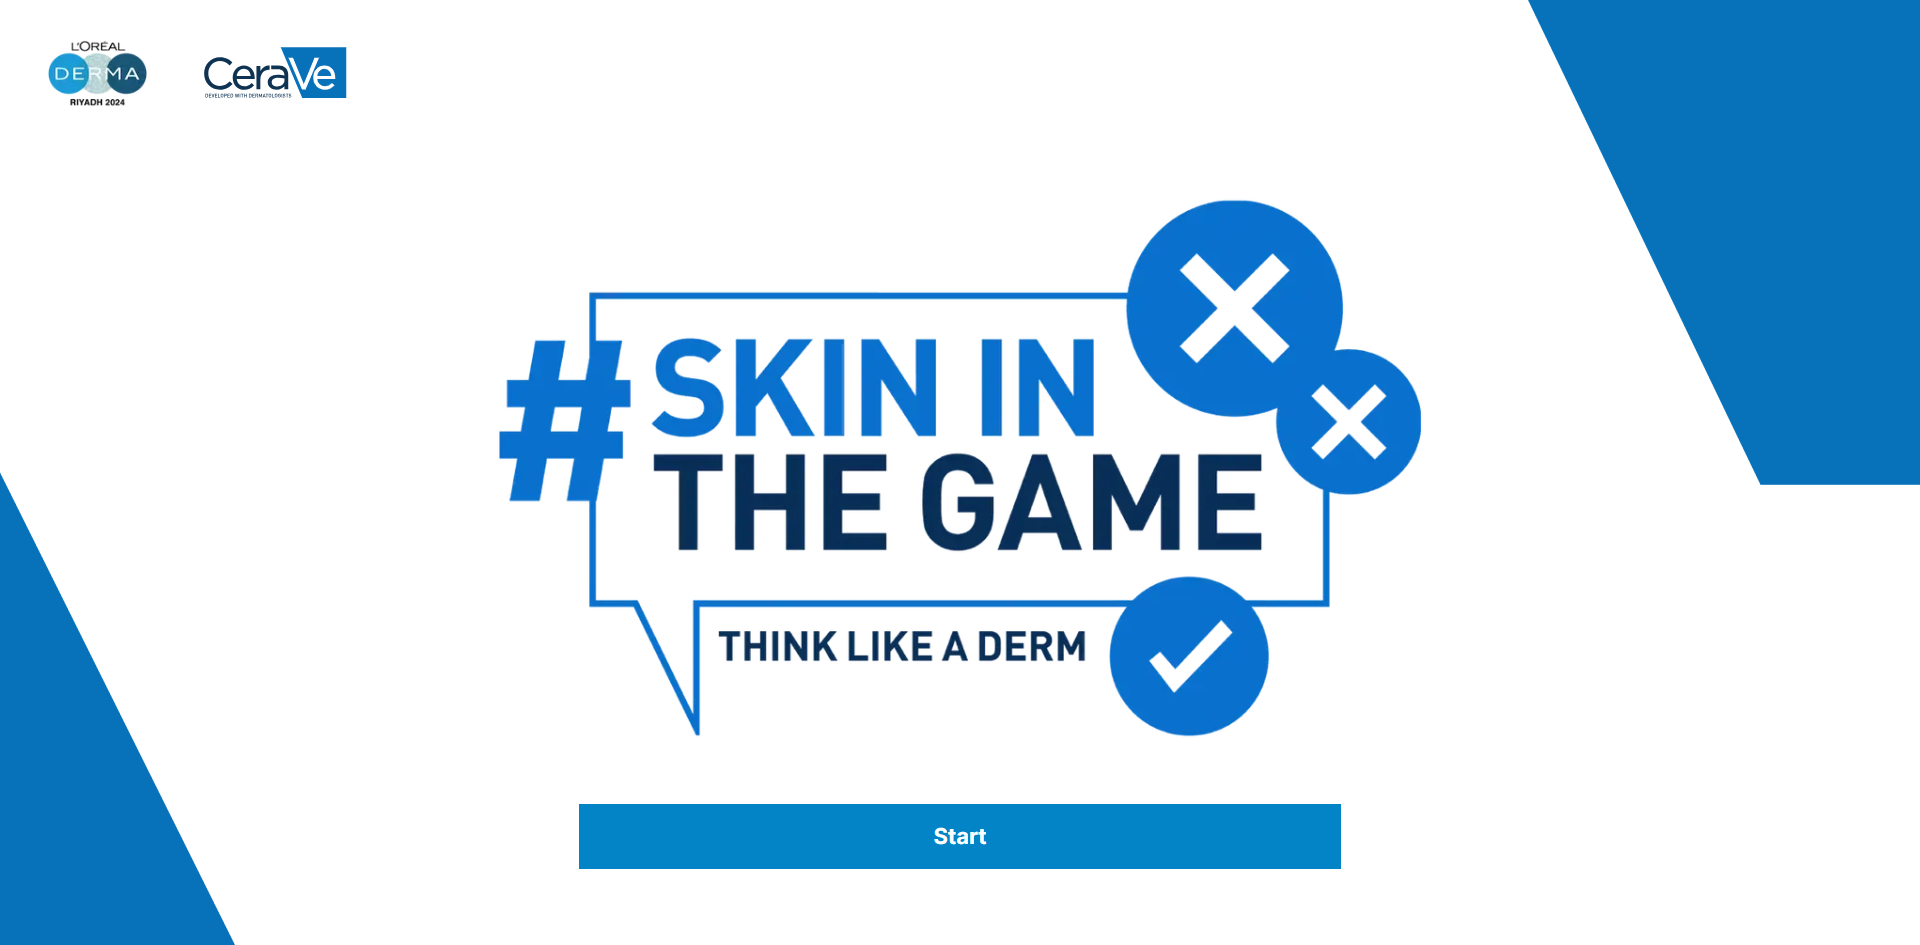 L'ORÉAL
DERMA
RIYADH 2024
CeraVe
DEVELOPED WITH DERMATOLOGISTS
#SKIN IN
THE GAME
THINK LIKE A DERM
Start